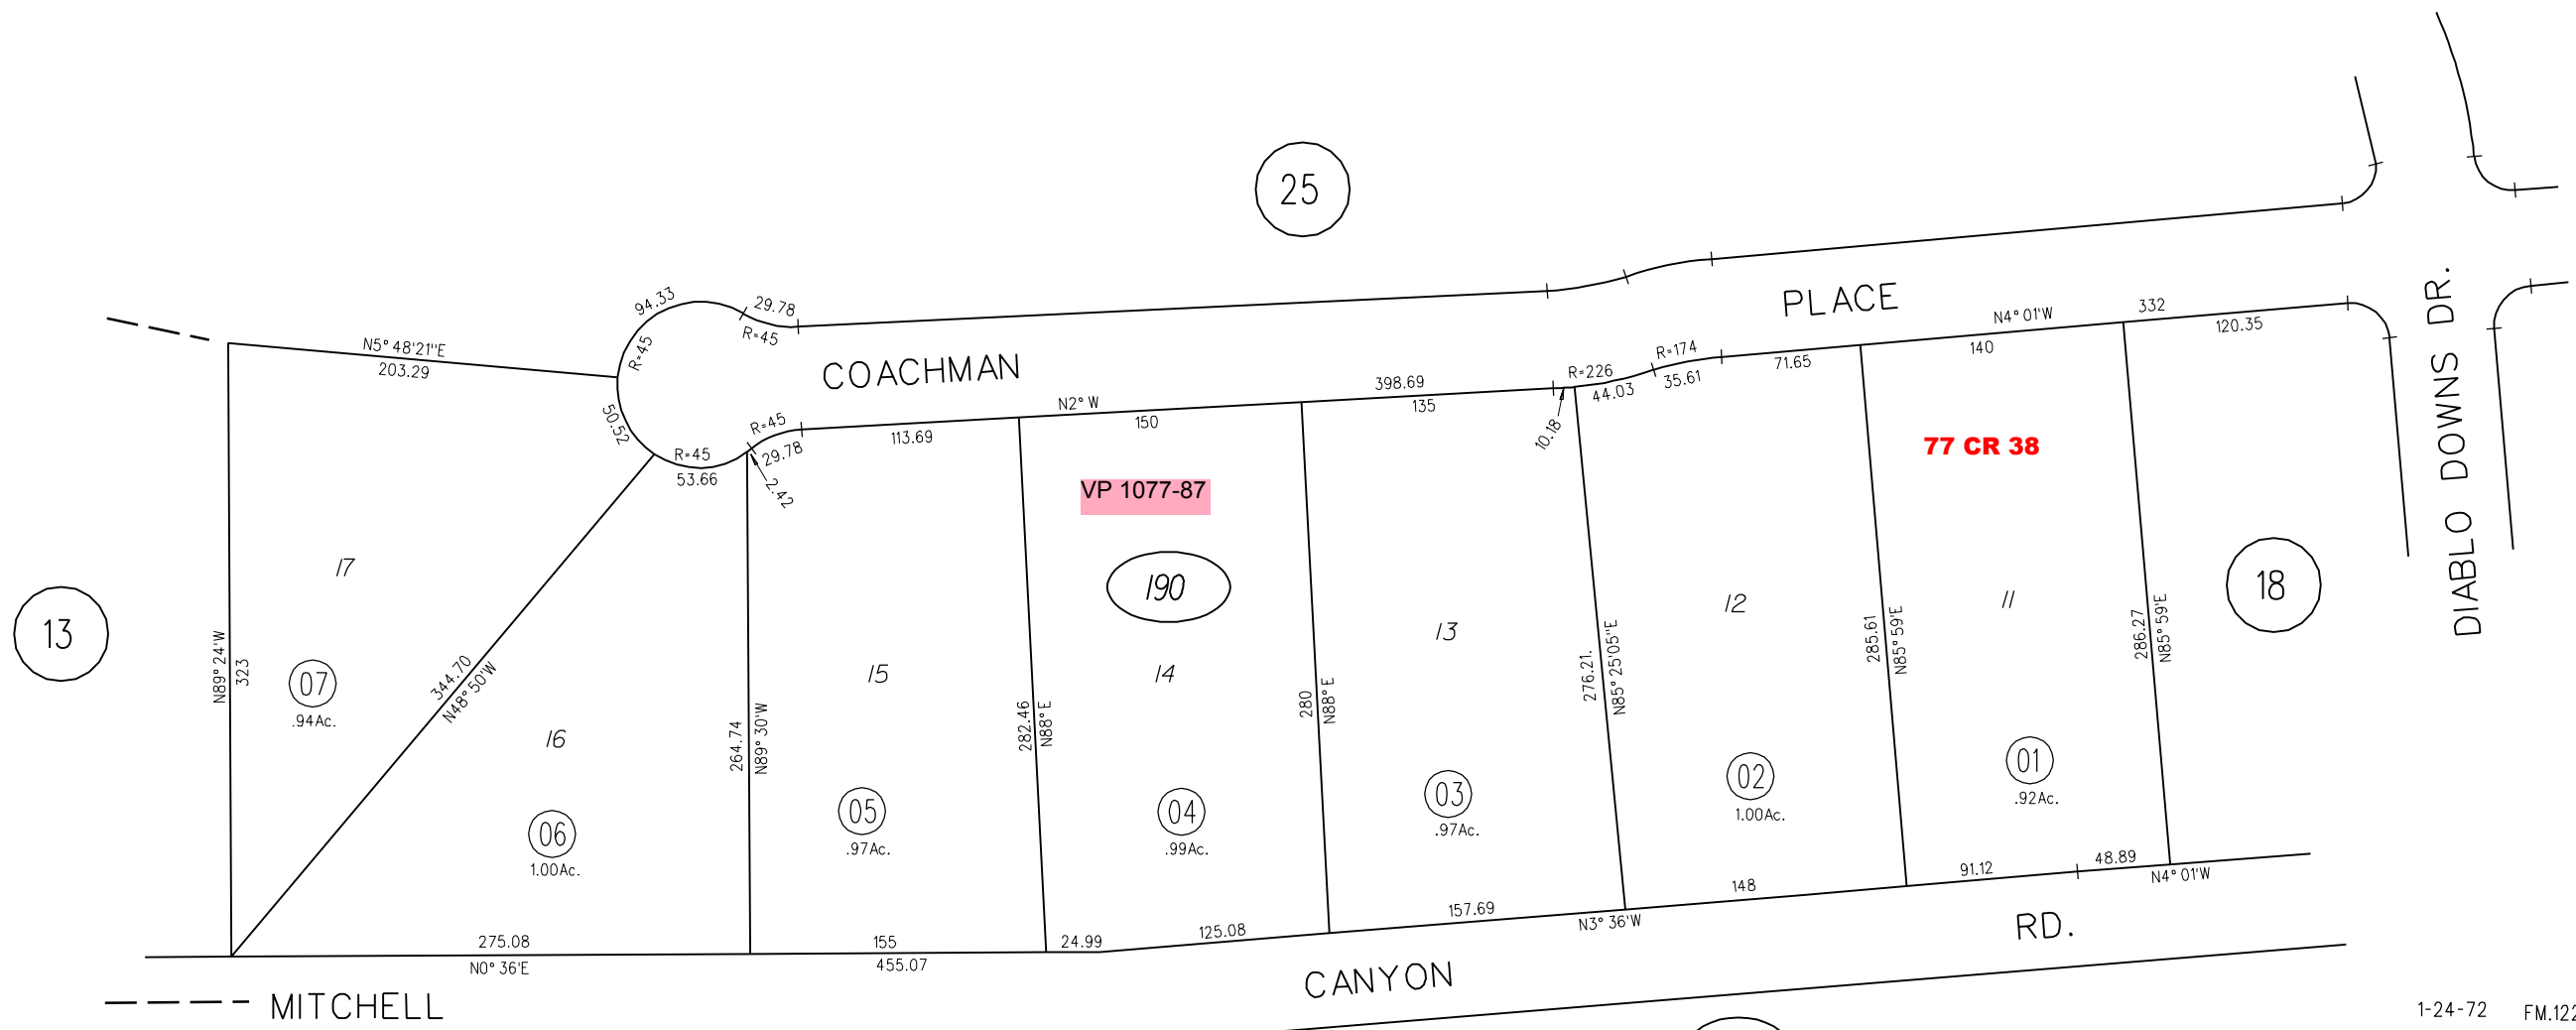 25
94.33
29.78
R=45
R=45
N5° 48'21"E
203.29
COACHMAN
PLACE
N4° 01'W
332
120.35
140
R=174
71.65
R=226
35.61
44.03
10.18
398.69
135
N2° W
150
50.52
R=45
53.66
R=45
29.78
2.42
113.69
DIABLO DOWNS DR.
77 CR 38
VP 1077-87
190
17
13
12
11
18
13
N89° 24'W
323
07
.94Ac.
344.70
N48° 50'W
16
06
1.00Ac.
264.74
N89° 30'W
15
05
.97Ac.
282.46
N88° E
14
04
.99Ac.
280
N88° E
03
.97Ac.
276.21.
N85° 25'05"E
02
1.00Ac.
285.61
N85° 59'E
01
.92Ac.
286.27
N85° 59'E
275.08
N0° 36'E
155
455.07
24.99
125.08
157.69
N3° 36'W
148
91.12
48.89
N4° 01'W
MITCHELL
CANYON
RD.
1-24-72
FM.122